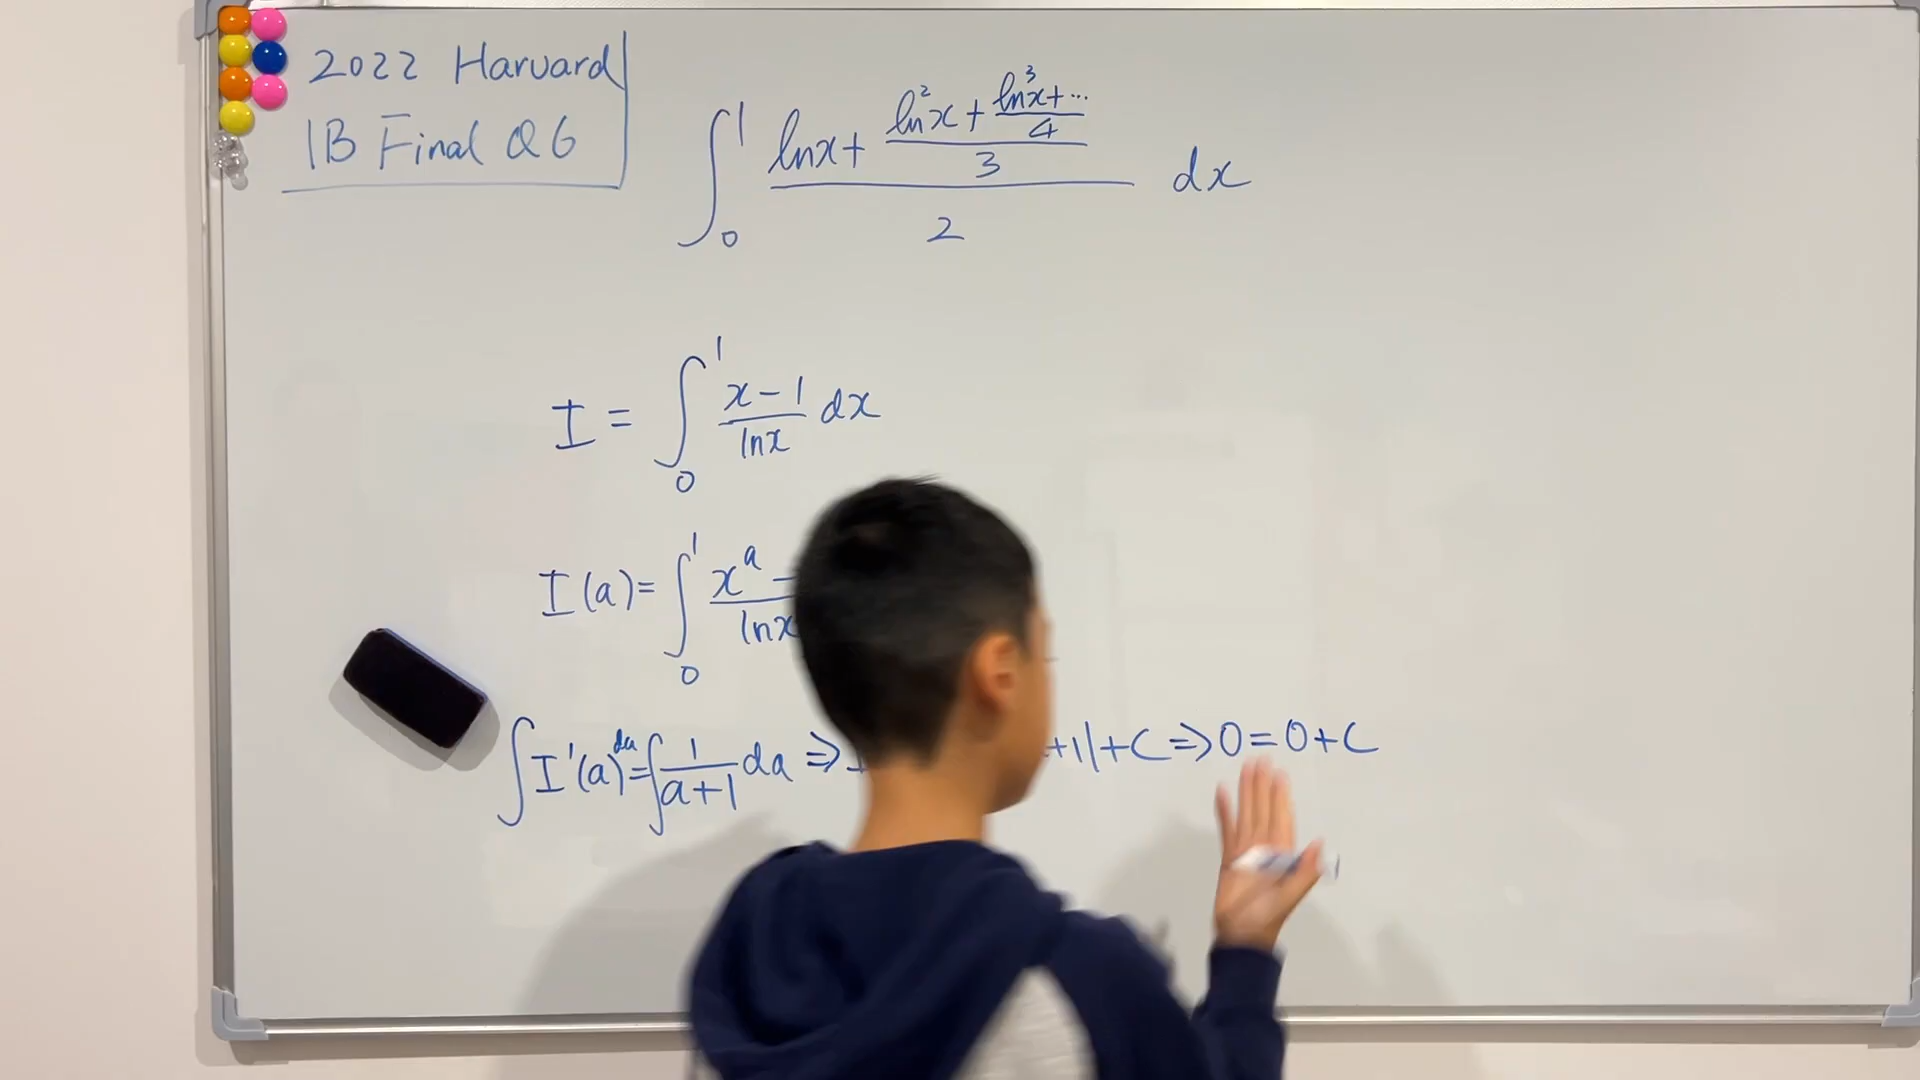 2022 Harvard
1B Final Q6
∫₀¹ (lnx + (ln²x + (ln³x + ···)/4)/3)/2 dx
I = ∫₀¹ (x-1)/lnx dx
I(a) = ∫₀¹ (xᵃ -)/lnx
∫I'(a)da = ∫1/(a+1) da ⇒ +1|+C ⇒ 0=0+C